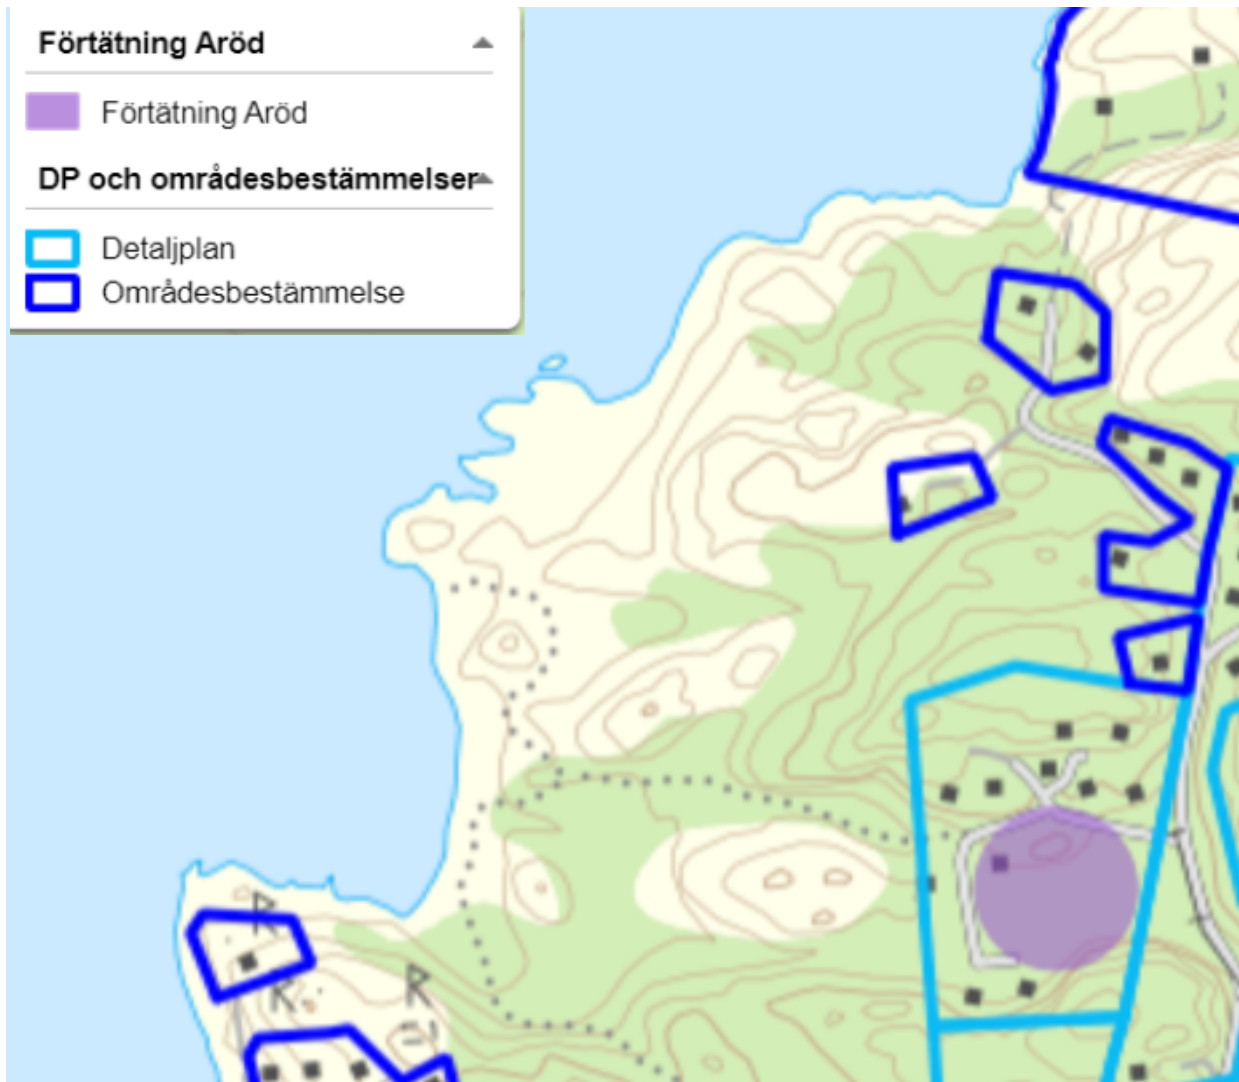 Förtätning Aröd
Förtätning Aröd
DP och områdesbestämmelser
Detaljplan
Områdesbestämmelse
R
R
R